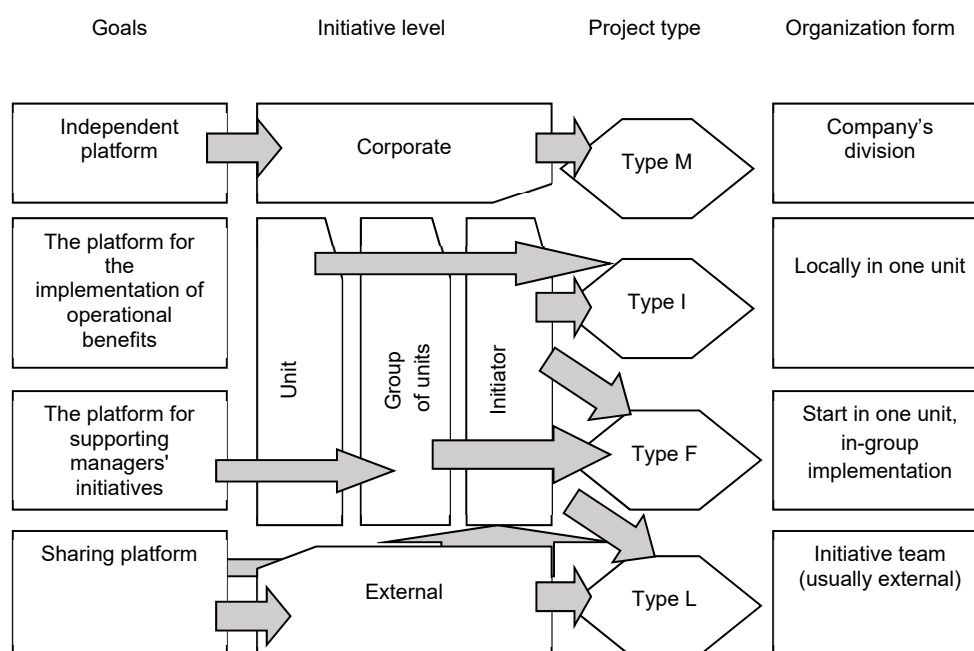 Goals
Initiative level
Project type
Organization form
Independent
platform
Corporate
Type M
Company’s
division
The platform for
the
implementation of
operational
benefits
Unit
Group
of units
Initiator
Type I
Locally in one unit
The platform for
supporting
managers'
initiatives
Type F
Start in one unit,
in-group
implementation
Sharing platform
External
Type L
Initiative team
(usually external)